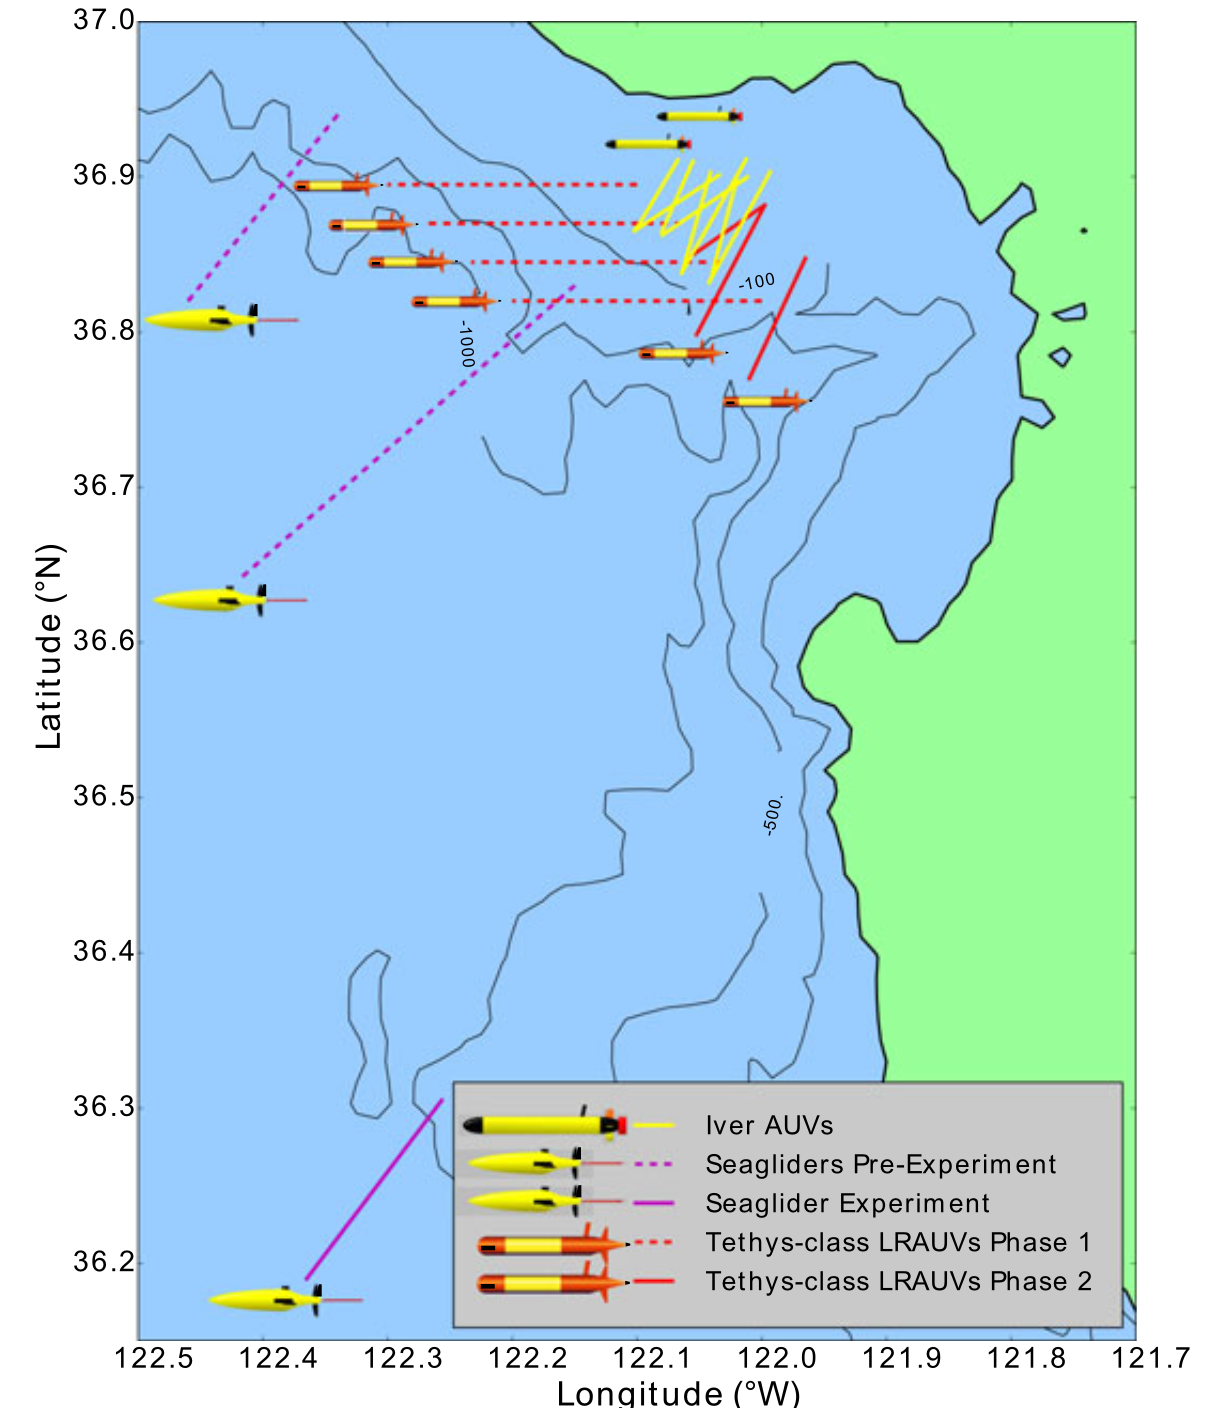 37.0
36.9
36.8
36.7
36.6
36.5
36.4
36.3
36.2
Latitude (°N)
-100
-1000
-500.
Iver AUVs
Seagliders Pre-Experiment
Seaglider Experiment
Tethys-class LRAUVs Phase 1
Tethys-class LRAUVs Phase 2
122.5 122.4 122.3 122.2 122.1 122.0 121.9 121.8 121.7
Longitude (°W)